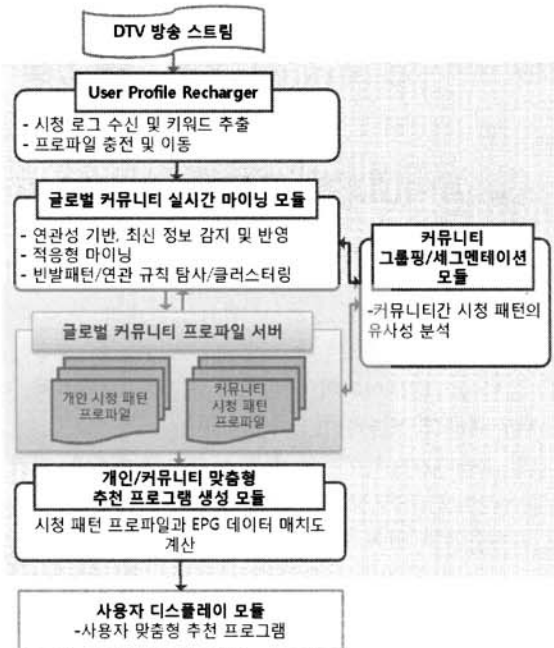 DTV 방송 스트림
User Profile Recharger
- 시청 로그 수신 및 키워드 추출
- 프로파일 충전 및 이동
글로벌 커뮤니티 실시간 마이닝 모듈
- 연관성 기반, 최신 정보 감지 및 반영
- 적응형 마이닝
- 빈발패턴/연관 규칙 탐사/클러스터링
커뮤니티
그룹핑/세그멘테이션
모듈
-커뮤니티간 시청 패턴의
유사성 분석
글로벌 커뮤니티 프로파일 서버
개인 시청 패턴
프로파일
커뮤니티
시청 패턴
프로파일
개인/커뮤니티 맞춤형
추천 프로그램 생성 모듈
시청 패턴 프로파일과 EPG 데이터 매치도
계산
사용자 디스플레이 모듈
-사용자 맞춤형 추천 프로그램